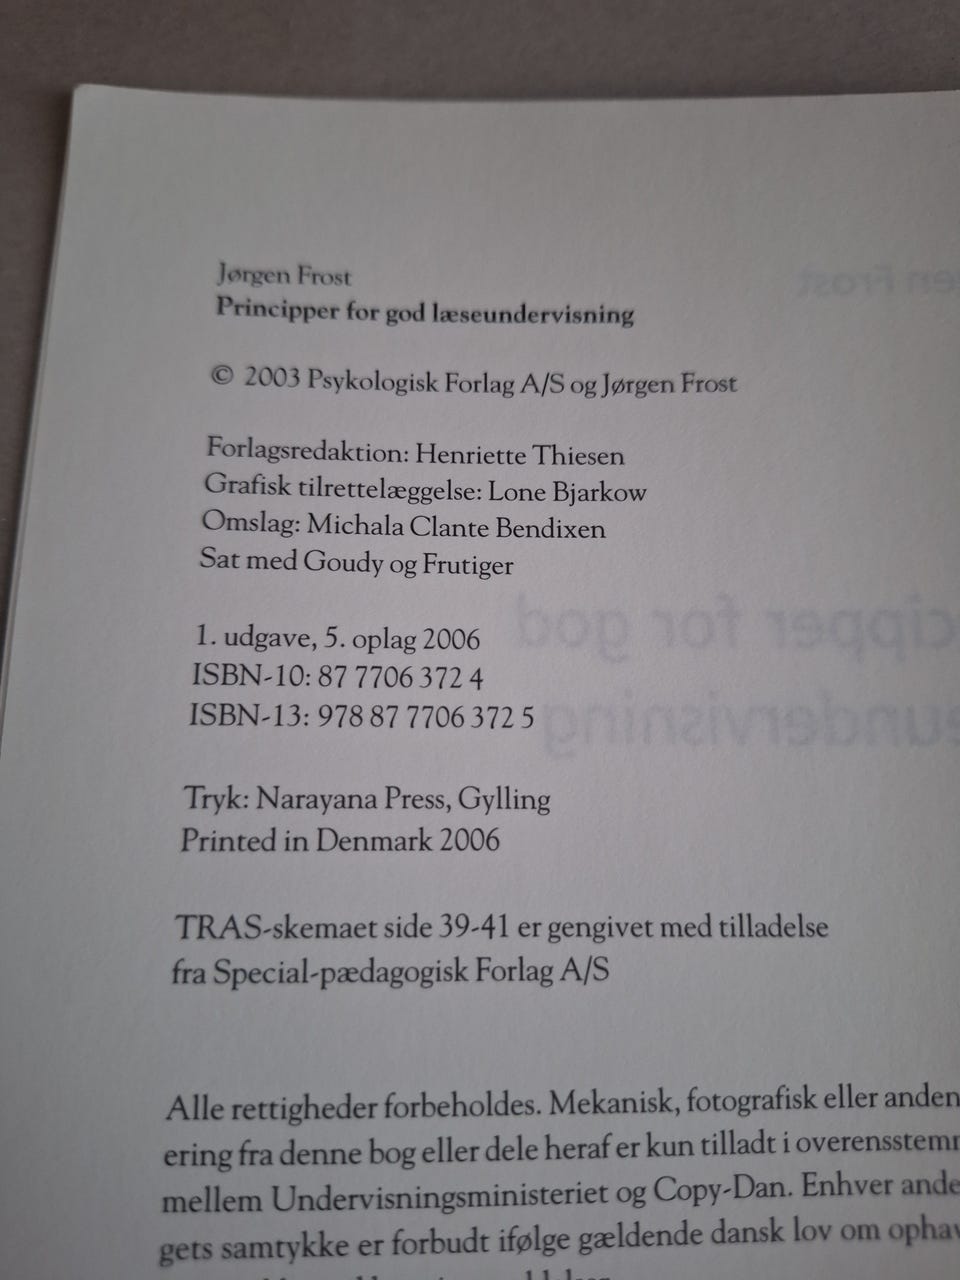 Jørgen Frost
Principper for god læseundervisning
© 2003 Psykologisk Forlag A/S og Jørgen Frost
Forlagsredaktion: Henriette Thiesen
Grafisk tilrettelæggelse: Lone Bjarkow
Omslag: Michala Clante Bendixen
Sat med Goudy og Frutiger
1. udgave, 5. oplag 2006
ISBN-10: 87 7706 372 4
ISBN-13: 978 87 7706 372 5
Tryk: Narayana Press, Gylling
Printed in Denmark 2006
TRAS-skemaet side 39-41 er gengivet med tilladelse
fra Special-pædagogisk Forlag A/S
Alle rettigheder forbeholdes. Mekanisk, fotografisk eller anden
ering fra denne bog eller dele heraf er kun tilladt i overensstem
mellem Undervisningsministeriet og Copy-Dan. Enhver ande
gets samtykke er forbudt ifølge gældende dansk lov om ophav